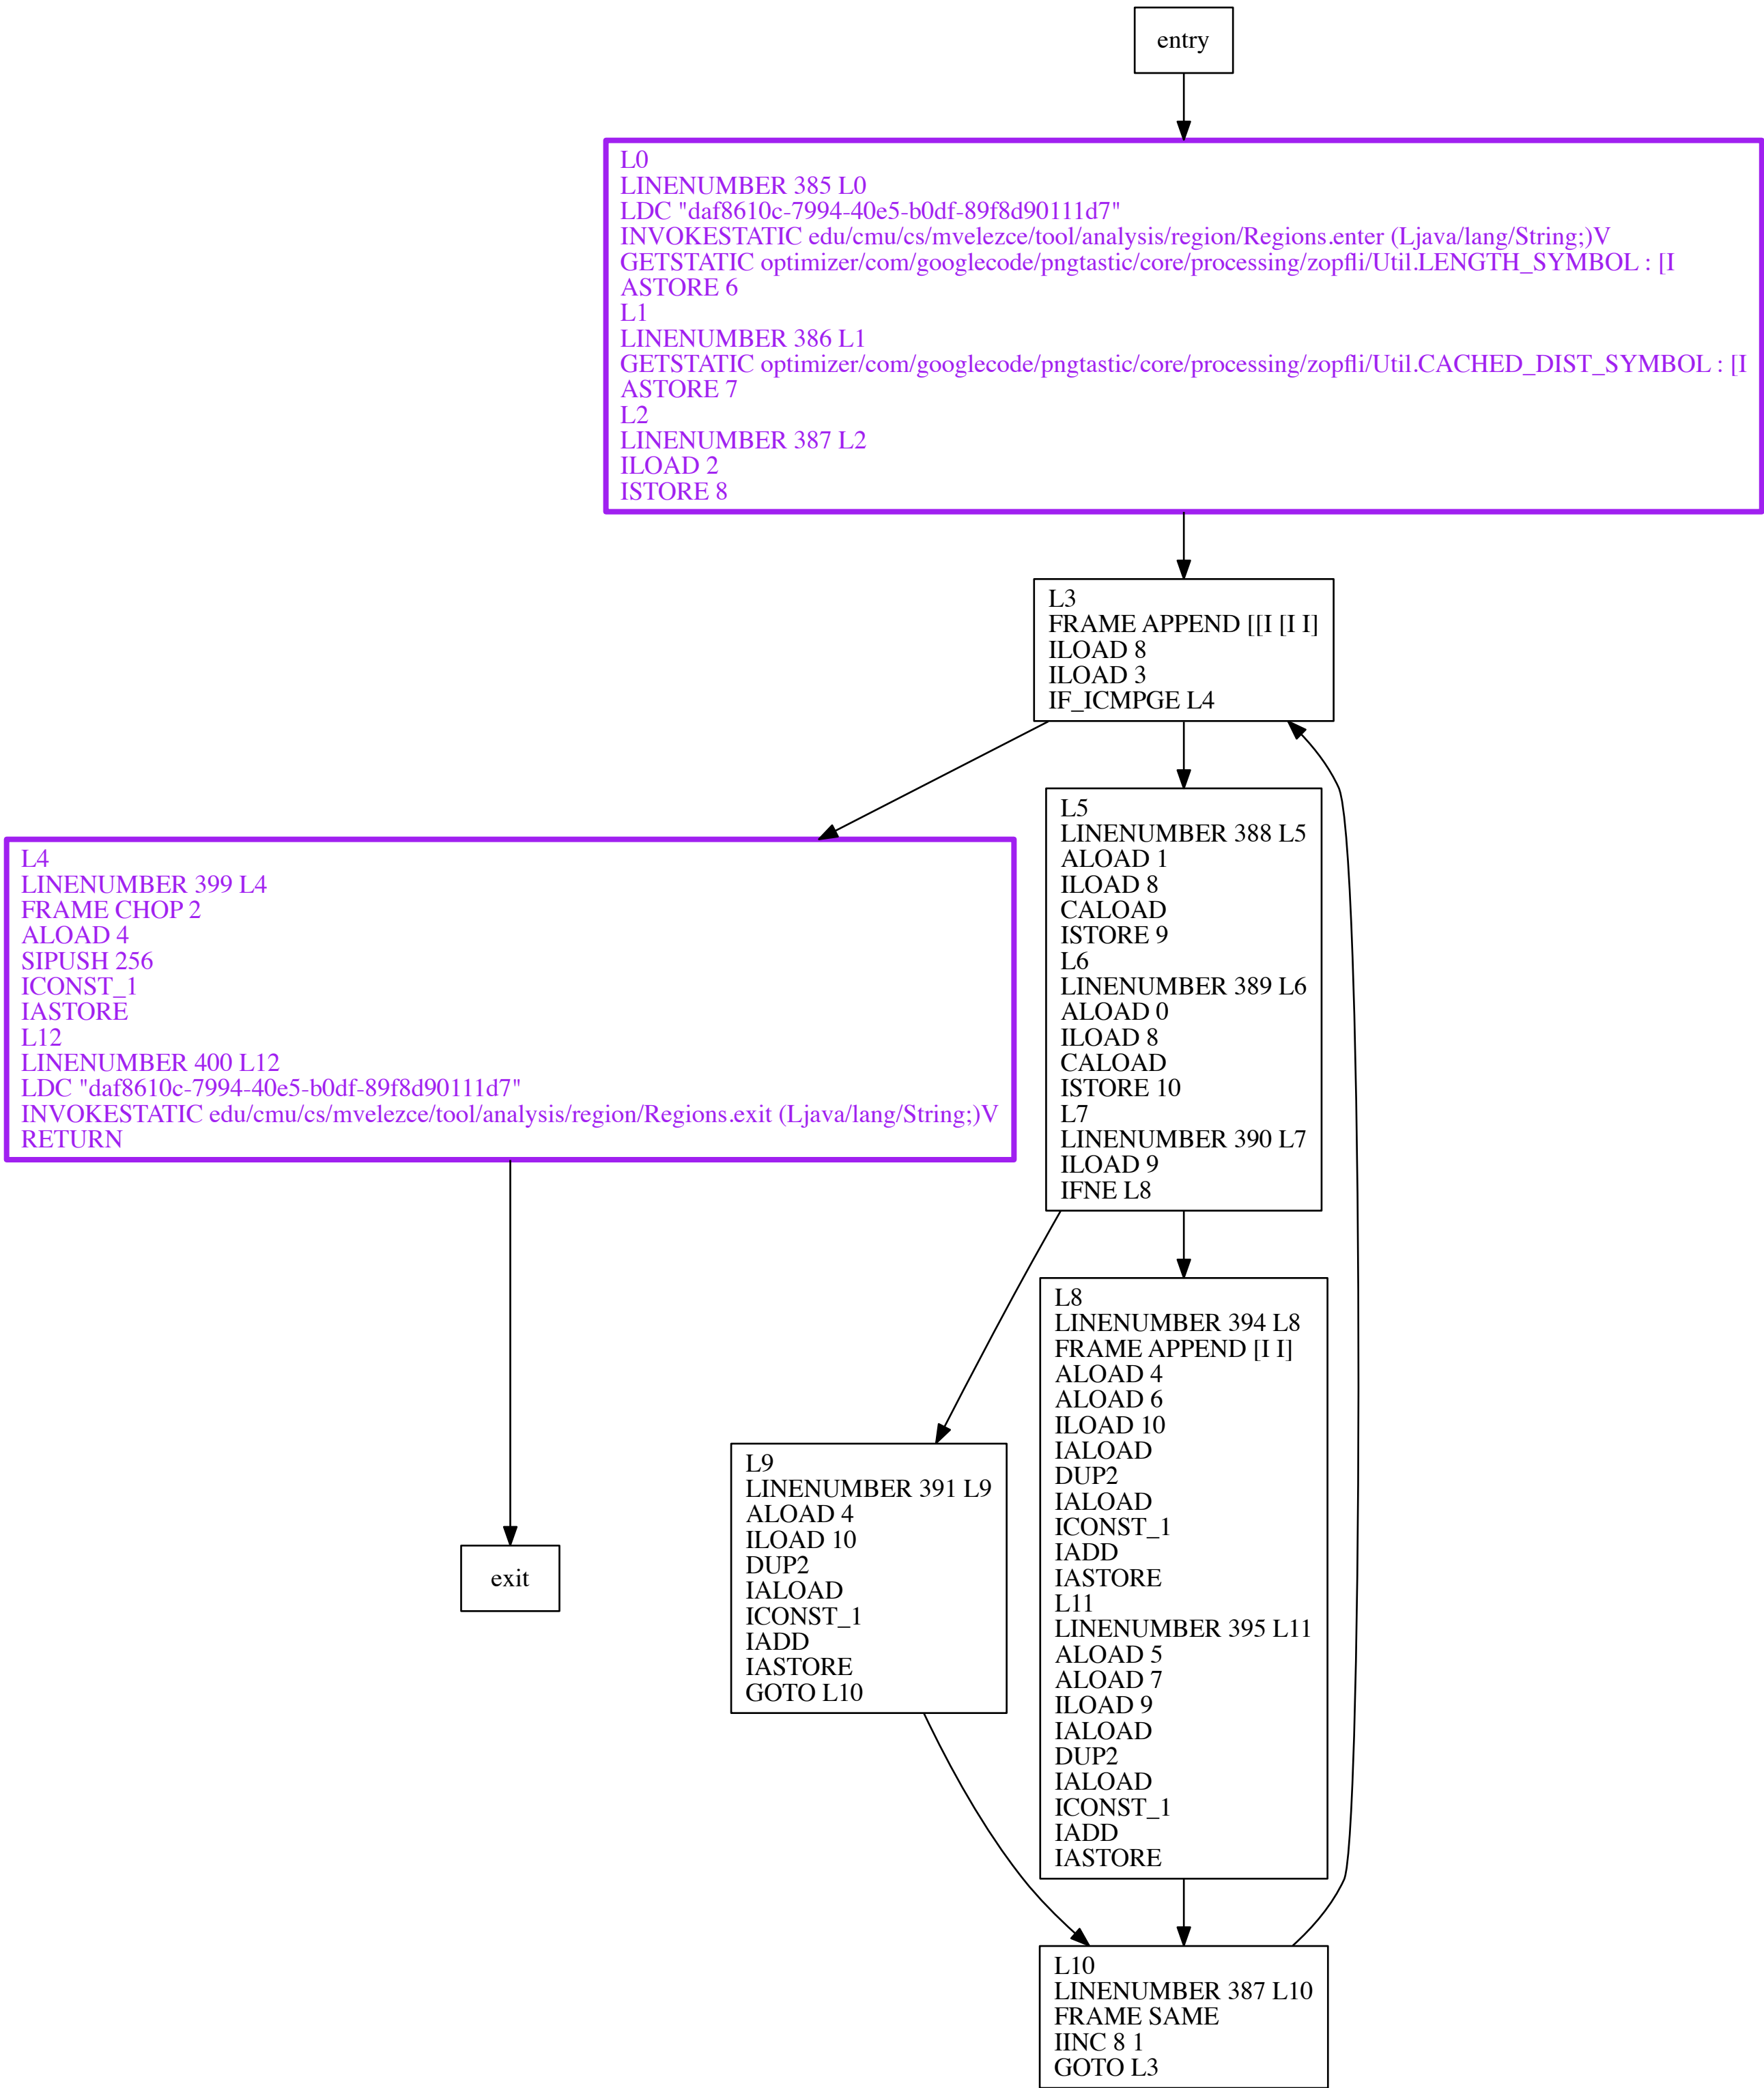 entry
L0
LINENUMBER 385 L0
LDC "daf8610c-7994-40e5-b0df-89f8d90111d7"
INVOKESTATIC edu/cmu/cs/mvelezce/tool/analysis/region/Regions.enter (Ljava/lang/String;)V
GETSTATIC optimizer/com/googlecode/pngtastic/core/processing/zopfli/Util.LENGTH_SYMBOL : [I
ASTORE 6
L1
LINENUMBER 386 L1
GETSTATIC optimizer/com/googlecode/pngtastic/core/processing/zopfli/Util.CACHED_DIST_SYMBOL : [I
ASTORE 7
L2
LINENUMBER 387 L2
ILOAD 2
ISTORE 8
L3
FRAME APPEND [[I [I I]
ILOAD 8
ILOAD 3
IF_ICMPGE L4
L4
LINENUMBER 399 L4
FRAME CHOP 2
ALOAD 4
SIPUSH 256
ICONST_1
IASTORE
L12
LINENUMBER 400 L12
LDC "daf8610c-7994-40e5-b0df-89f8d90111d7"
INVOKESTATIC edu/cmu/cs/mvelezce/tool/analysis/region/Regions.exit (Ljava/lang/String;)V
RETURN
L5
LINENUMBER 388 L5
ALOAD 1
ILOAD 8
CALOAD
ISTORE 9
L6
LINENUMBER 389 L6
ALOAD 0
ILOAD 8
CALOAD
ISTORE 10
L7
LINENUMBER 390 L7
ILOAD 9
IFNE L8
L8
LINENUMBER 394 L8
FRAME APPEND [I I]
ALOAD 4
ALOAD 6
ILOAD 10
IALOAD
DUP2
IALOAD
ICONST_1
IADD
IASTORE
L11
LINENUMBER 395 L11
ALOAD 5
ALOAD 7
ILOAD 9
IALOAD
DUP2
IALOAD
ICONST_1
IADD
IASTORE
L9
LINENUMBER 391 L9
ALOAD 4
ILOAD 10
DUP2
IALOAD
ICONST_1
IADD
IASTORE
GOTO L10
exit
L10
LINENUMBER 387 L10
FRAME SAME
IINC 8 1
GOTO L3